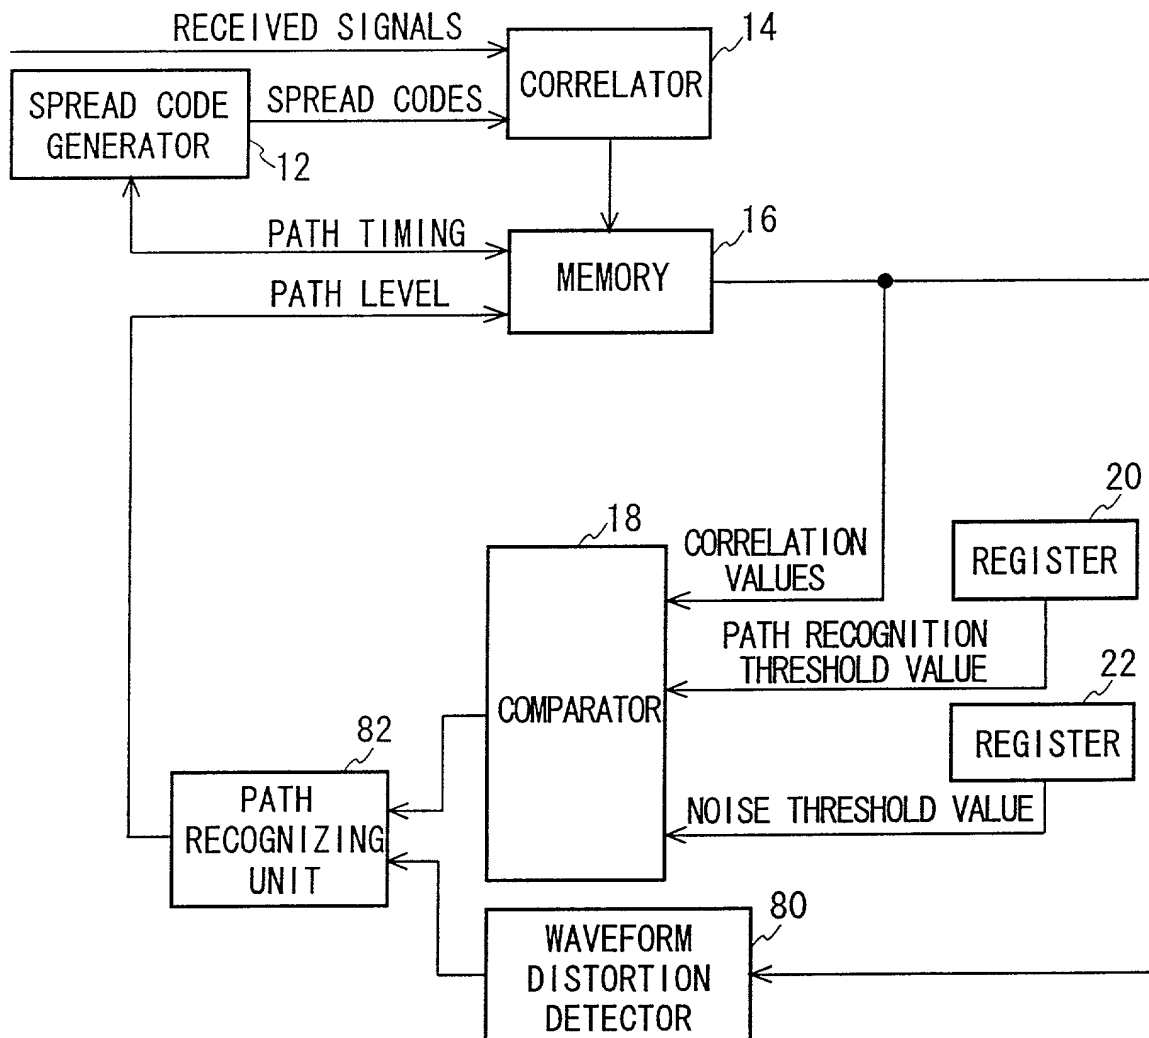 RECEIVED SIGNALS
14
CORRELATOR
SPREAD CODE
GENERATOR
SPREAD CODES
12
PATH TIMING
16
MEMORY
PATH LEVEL
20
REGISTER
18
CORRELATION
VALUES
PATH RECOGNITION
THRESHOLD VALUE
22
REGISTER
COMPARATOR
82
PATH
RECOGNIZING
UNIT
NOISE THRESHOLD VALUE
80
WAVEFORM
DISTORTION
DETECTOR